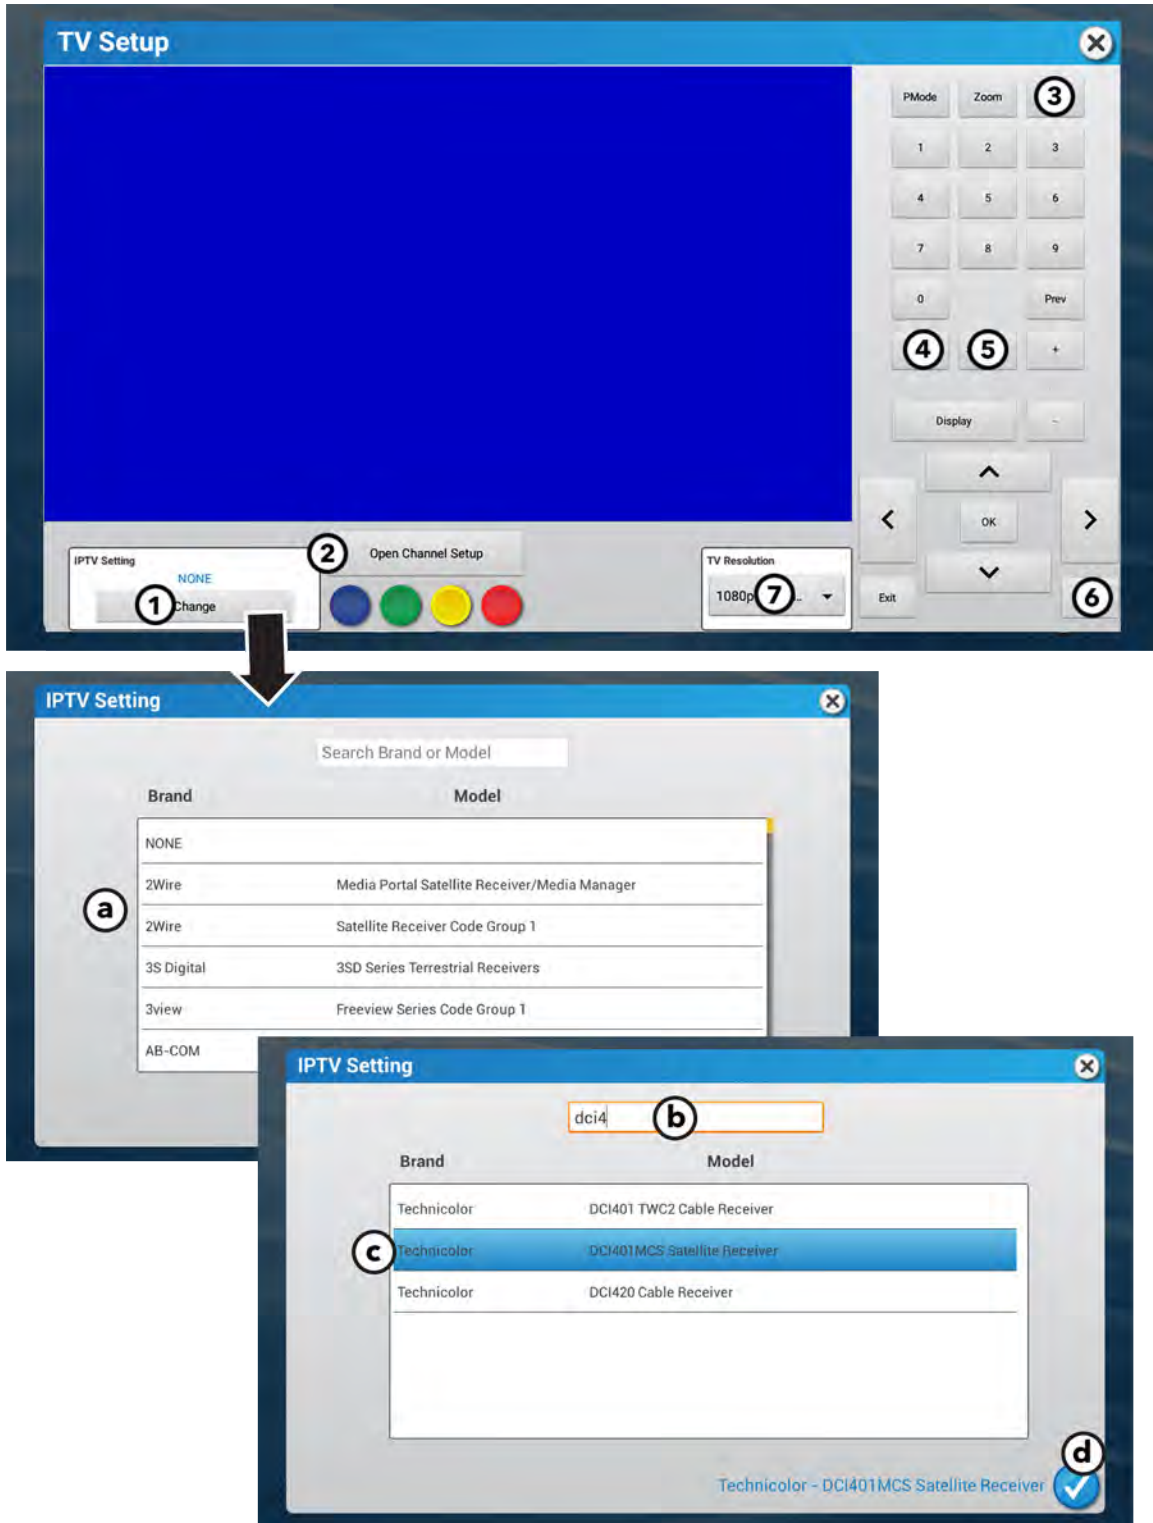 TV Setup
PMode Zoom 3
1 2 3
4 5 6
7 8 9
0 Prev
4 5 +
Display -
OK
Exit 6
IPTV Setting
NONE
1 Change
2 Open Channel Setup
TV Resolution
1080p 7 ..
IPTV Setting
Search Brand or Model
Brand Model
NONE
a
2Wire Media Portal Satellite Receiver/Media Manager
2Wire Satellite Receiver Code Group 1
3S Digital 3SD Series Terrestrial Receivers
3view Freeview Series Code Group 1
AB-COM
IPTV Setting
dci4 b
Brand Model
Technicolor DCI401 TWC2 Cable Receiver
c Technicolor DCI401MCS Satellite Receiver
Technicolor DCI420 Cable Receiver
d
Technicolor - DCI401MCS Satellite Receiver